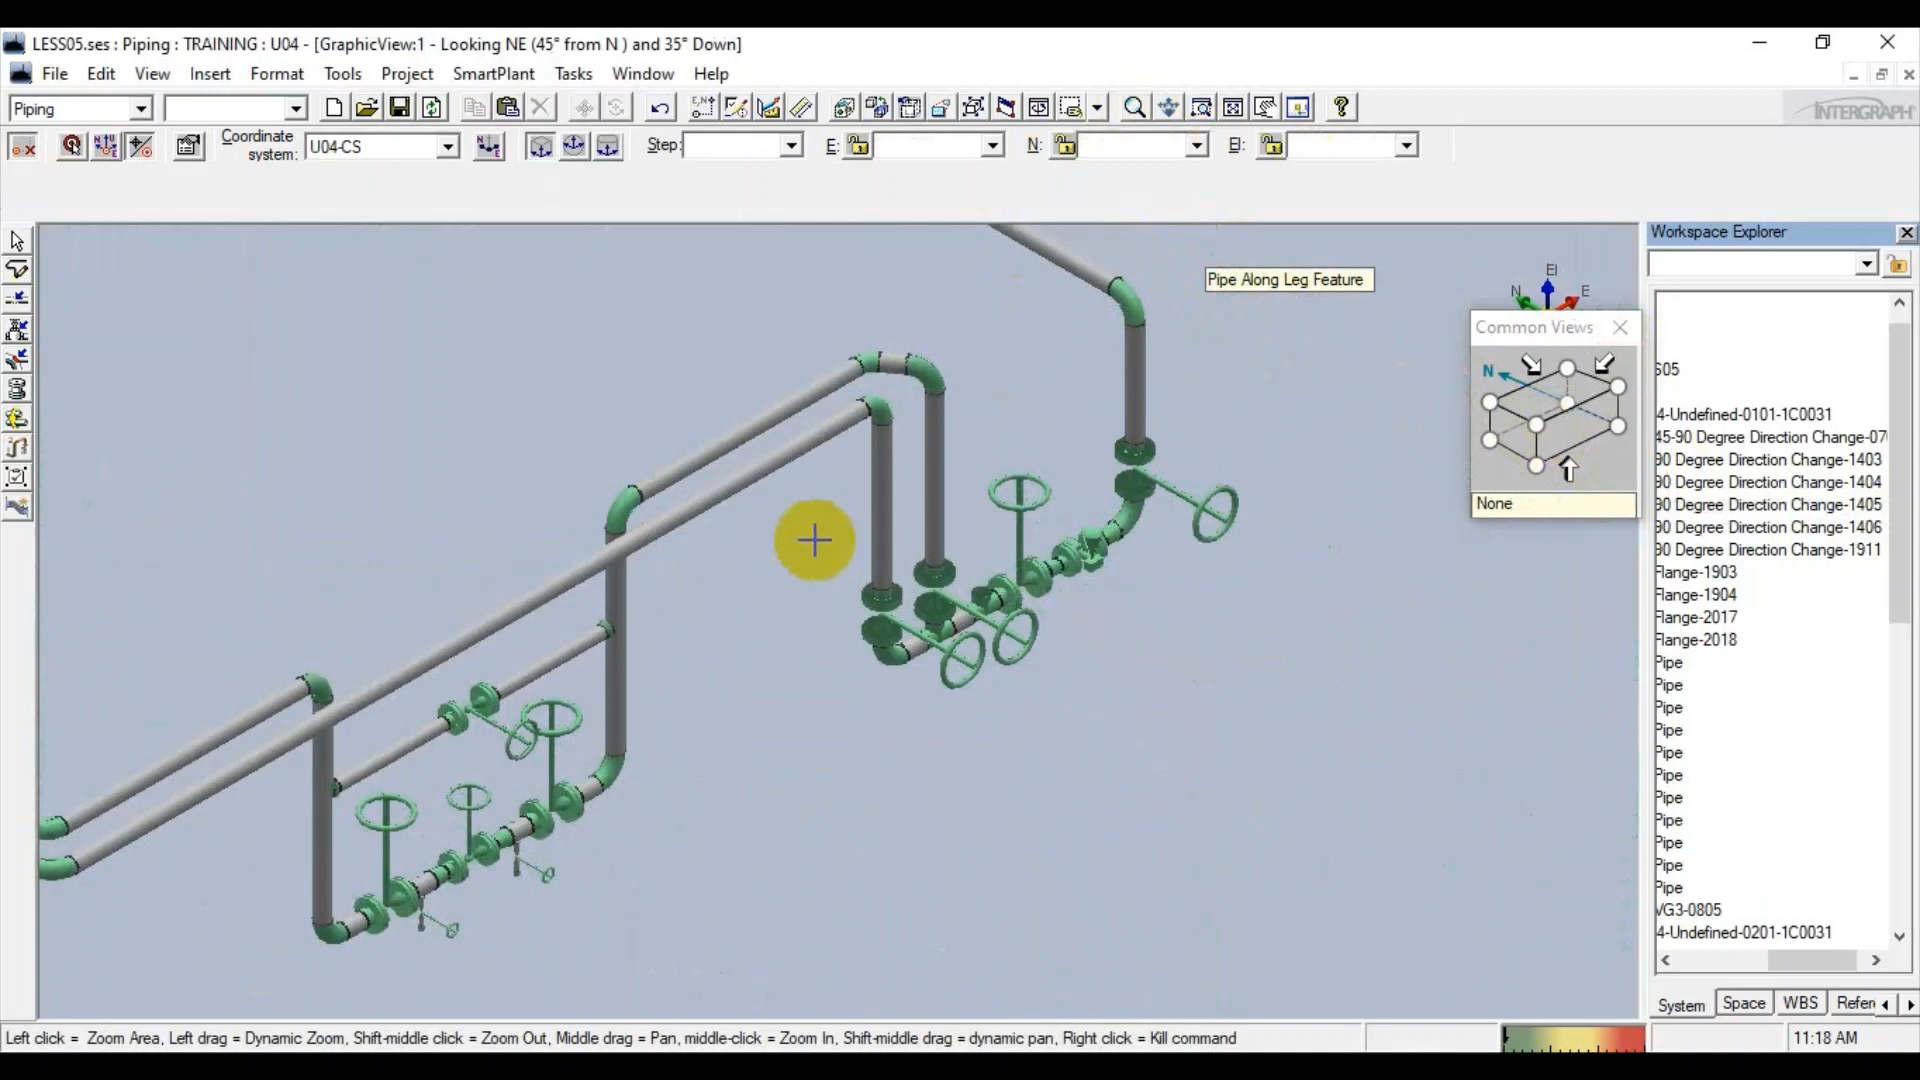 LESS05.ses : Piping : TRAINING : U04 - [GraphicView:1 - Looking NE (45° from N ) and 35° Down]
File Edit View Insert Format Tools Project SmartPlant Tasks Window Help
Piping
INTERGRAPH
Coordinate system: U04-CS Step: E: N: El:
Workspace Explorer
Pipe Along Leg Feature
El
N E
Common Views
N
None
S05
4-Undefined-0101-1C0031
45-90 Degree Direction Change-07
90 Degree Direction Change-1403
90 Degree Direction Change-1404
90 Degree Direction Change-1405
90 Degree Direction Change-1406
90 Degree Direction Change-1911
Flange-1903
Flange-1904
Flange-2017
Flange-2018
Pipe
Pipe
Pipe
Pipe
Pipe
Pipe
Pipe
Pipe
Pipe
Pipe
Pipe
VG3-0805
4-Undefined-0201-1C0031
System Space WBS Referen
Left click = Zoom Area, Left drag = Dynamic Zoom, Shift-middle click = Zoom Out, Middle drag = Pan, middle-click = Zoom In, Shift-middle drag = dynamic pan, Right click = Kill command
11:18 AM